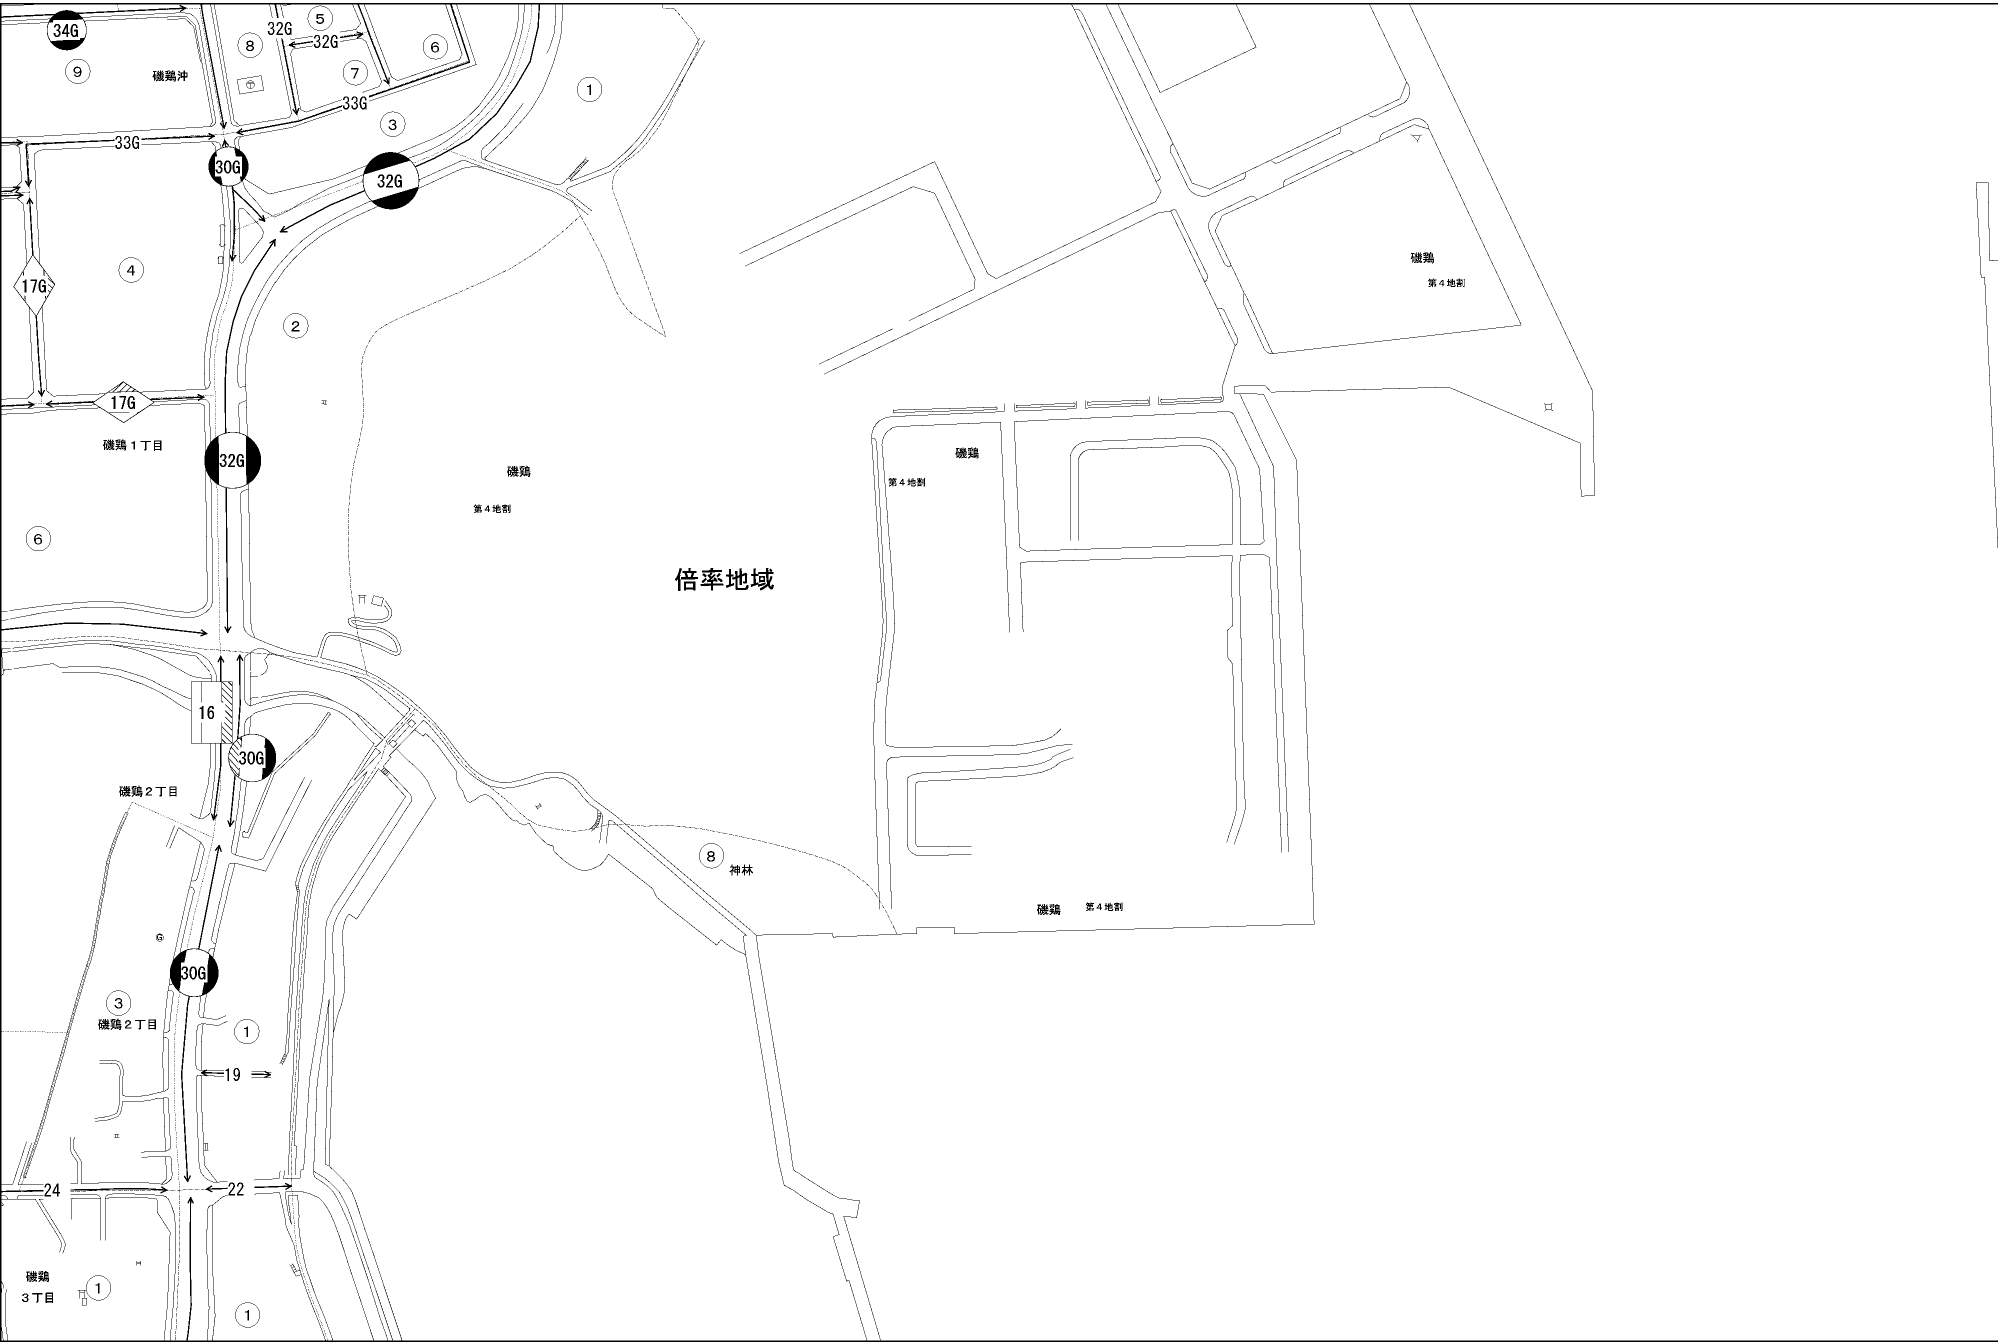 34G
⑨
磯鶏沖
⑧
32G
⑤
32G
⑦
⑥
33G
①
③
33G
30G
32G
④
17G
②
17G
磯鶏１丁目
32G
⑥
磯鶏
第４地割
磯鶏
第４地割
磯鶏
第４地割
倍率地域
16
30G
磯鶏２丁目
⑧
神林
磯鶏
第４地割
G
30G
③
磯鶏２丁目
①
19
24
22
磯鶏
３丁目
①
①